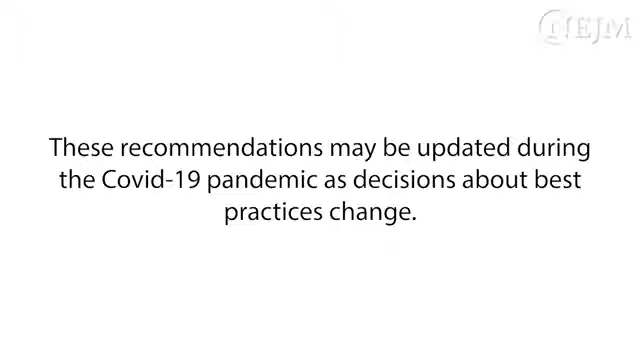 NEJM
These recommendations may be updated during
the Covid-19 pandemic as decisions about best
practices change.